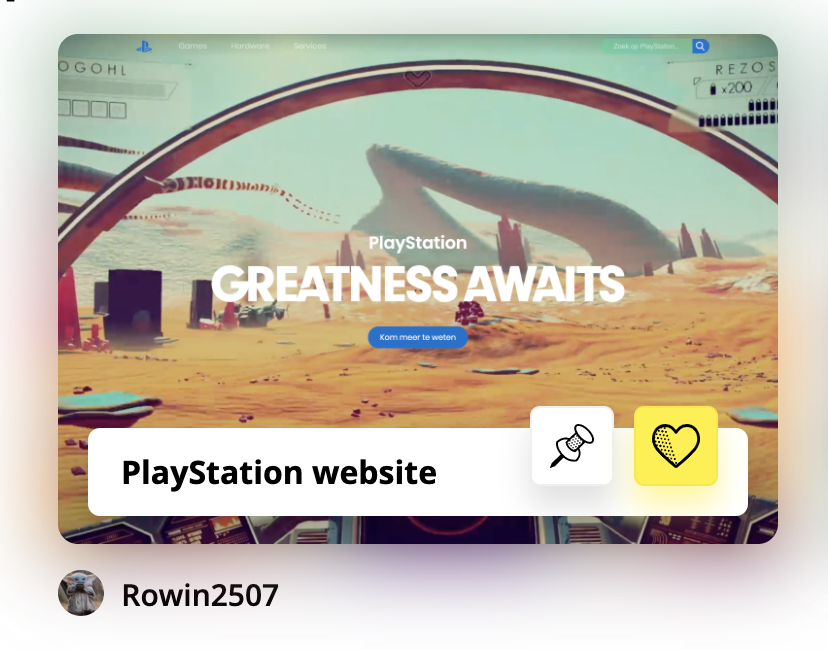 Games Hardware Services Zoek op PlayStation...
OGOHL
REZOS
x200
PlayStation
GREATNESS AWAITS
Kom meer te weten
PlayStation website
Rowin2507